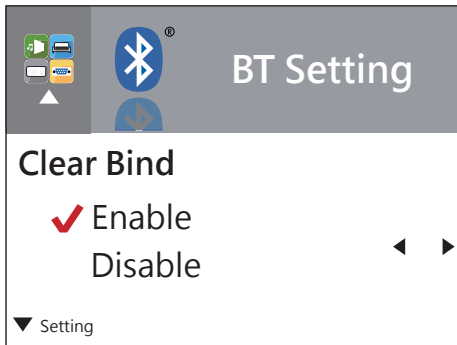 BT Setting
Clear Bind
Enable
Disable
Setting